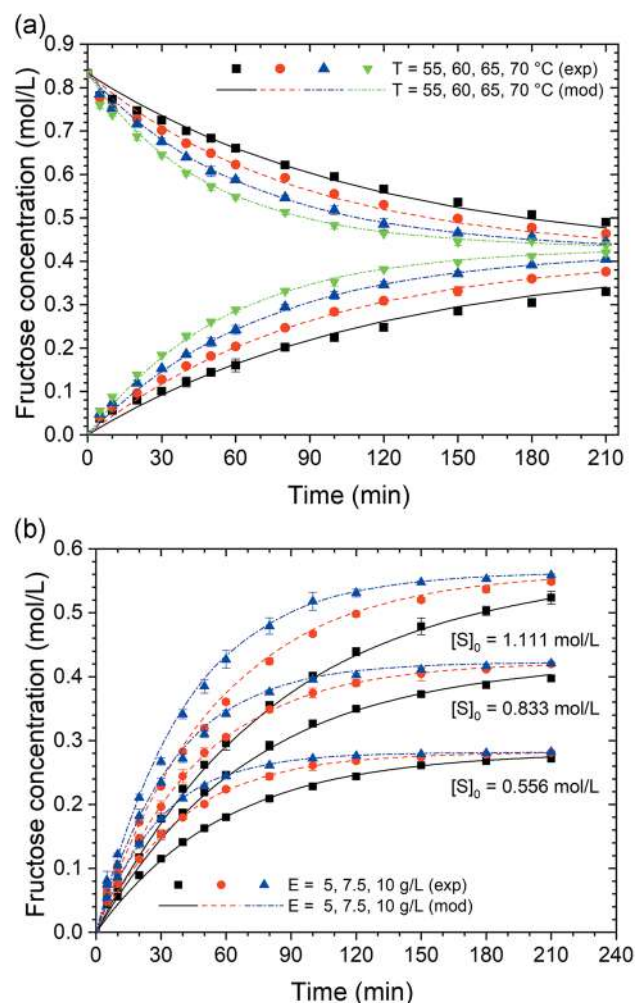 (a)
0.9
0.8
0.7
0.6
0.5
0.4
0.3
0.2
0.1
0.0
Fructose concentration (mol/L)
T = 55, 60, 65, 70 °C (exp)
T = 55, 60, 65, 70 °C (mod)
0 30 60 90 120 150 180 210
Time (min)
(b)
0.6
0.5
0.4
0.3
0.2
0.1
0.0
Fructose concentration (mol/L)
[S]0 = 1.111 mol/L
[S]0 = 0.833 mol/L
[S]0 = 0.556 mol/L
E = 5, 7.5, 10 g/L (exp)
E = 5, 7.5, 10 g/L (mod)
0 30 60 90 120 150 180 210 240
Time (min)